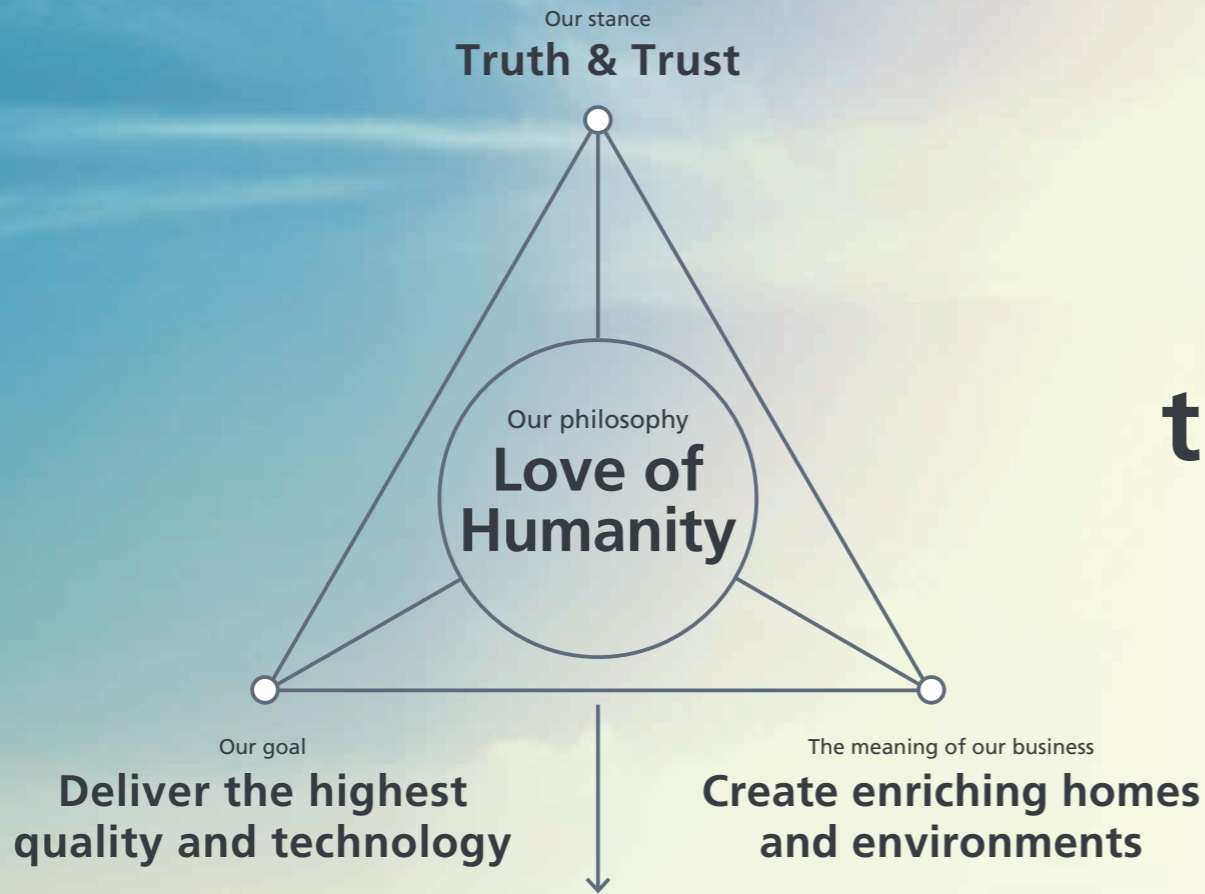 Our stance
Truth & Trust
Our philosophy
Love of
Humanity
t
Our goal
Deliver the highest
quality and technology
The meaning of our business
Create enriching homes
and environments